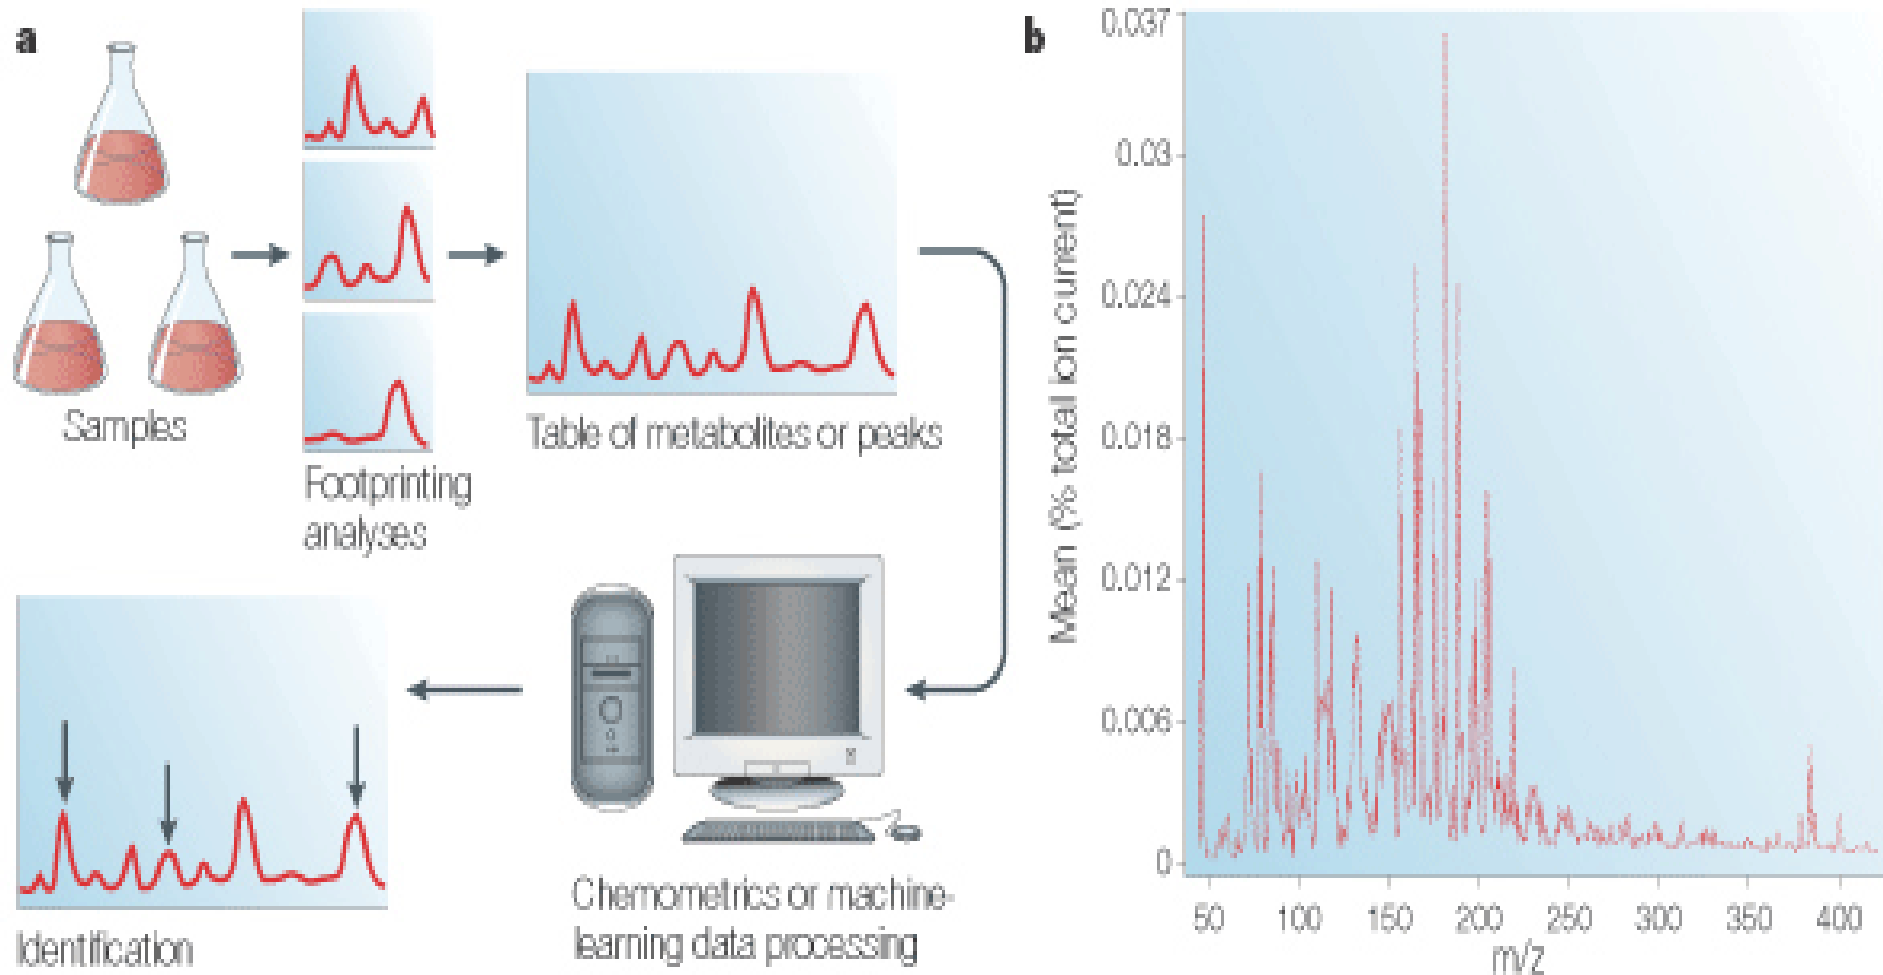 a
Samples
Footprinting
analyses
Table of metabolites or peaks
Chemometrics or machine-
learning data processing
Identification
b
Mean (% total ion current)
0.037
0.03
0.024
0.018
0.012
0.006
0
50 100 150 200 250 300 350 400
m/z